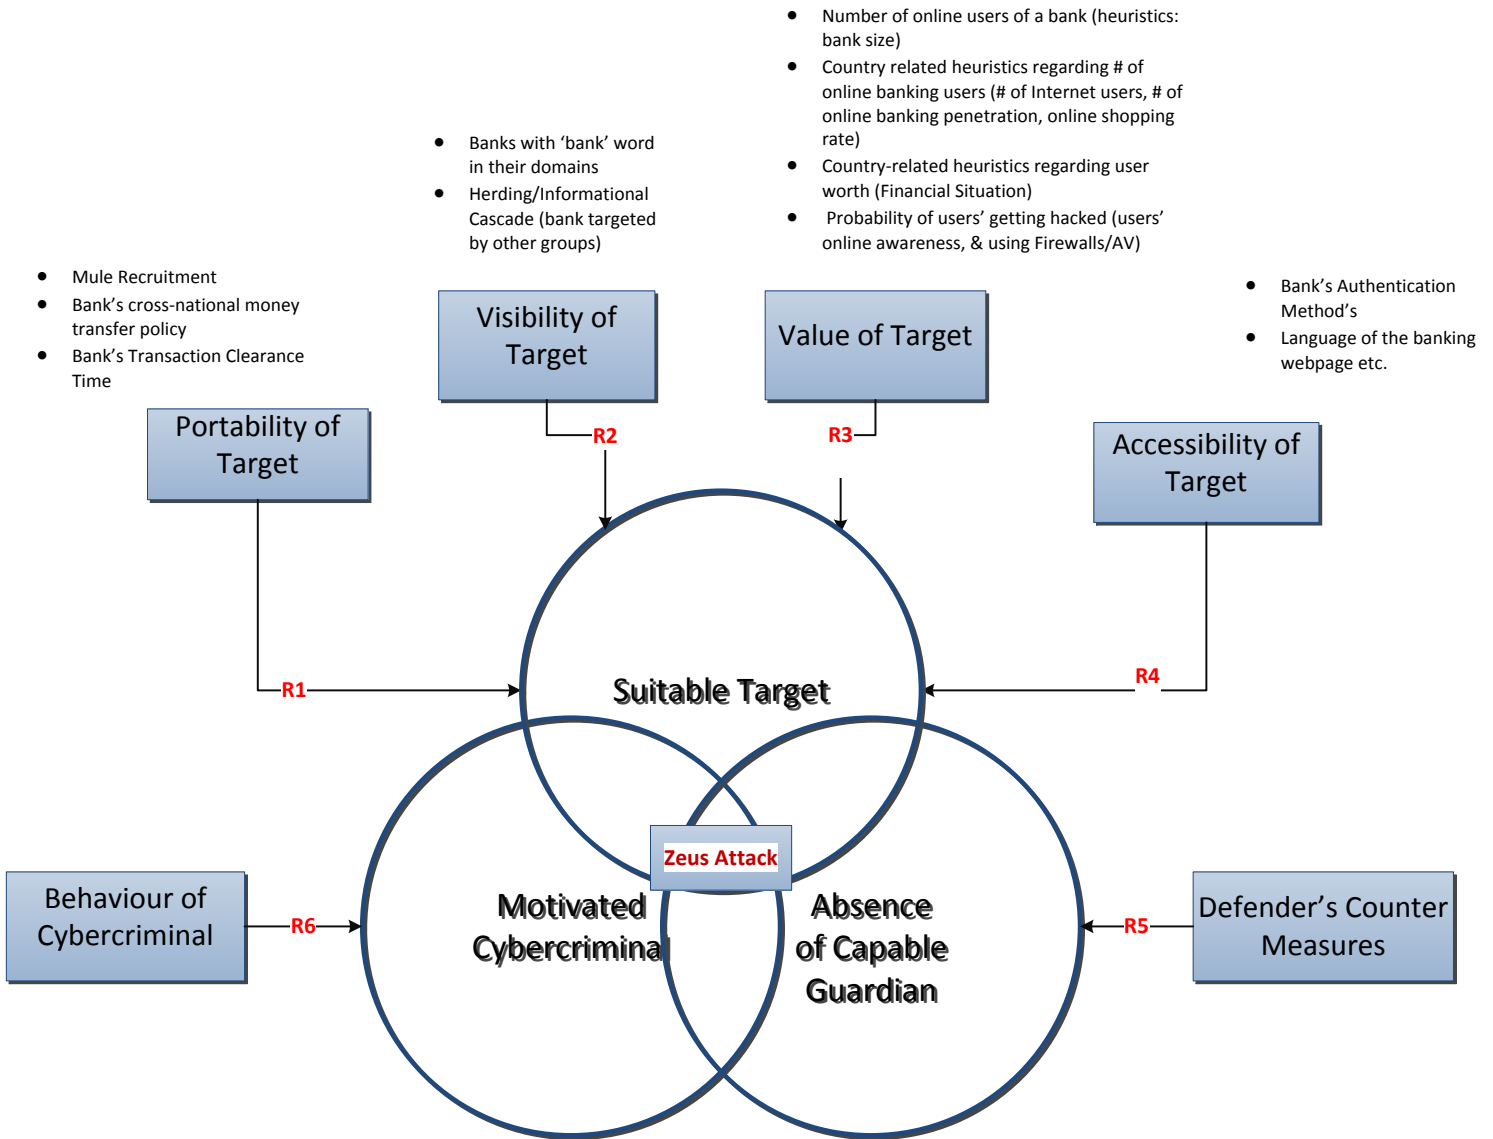 • Number of online users of a bank (heuristics:
bank size)
• Country related heuristics regarding # of
online banking users (# of Internet users, # of
online banking penetration, online shopping
rate)
• Country-related heuristics regarding user
worth (Financial Situation)
• Probability of users’ getting hacked (users’
online awareness, & using Firewalls/AV)
• Banks with ‘bank’ word
in their domains
• Herding/Informational
Cascade (bank targeted
by other groups)
• Mule Recruitment
• Bank’s cross-national money
transfer policy
• Bank’s Transaction Clearance
Time
• Bank’s Authentication
Method’s
• Language of the banking
webpage etc.
Visibility of
Target
Value of Target
Portability of
Target
Accessibility of
Target
R2
R3
R1
R4
Suitable Target
Zeus Attack
Behaviour of
Cybercriminal
R6
Motivated
Cybercriminal
Absence
of Capable
Guardian
R5
Defender’s Counter
Measures